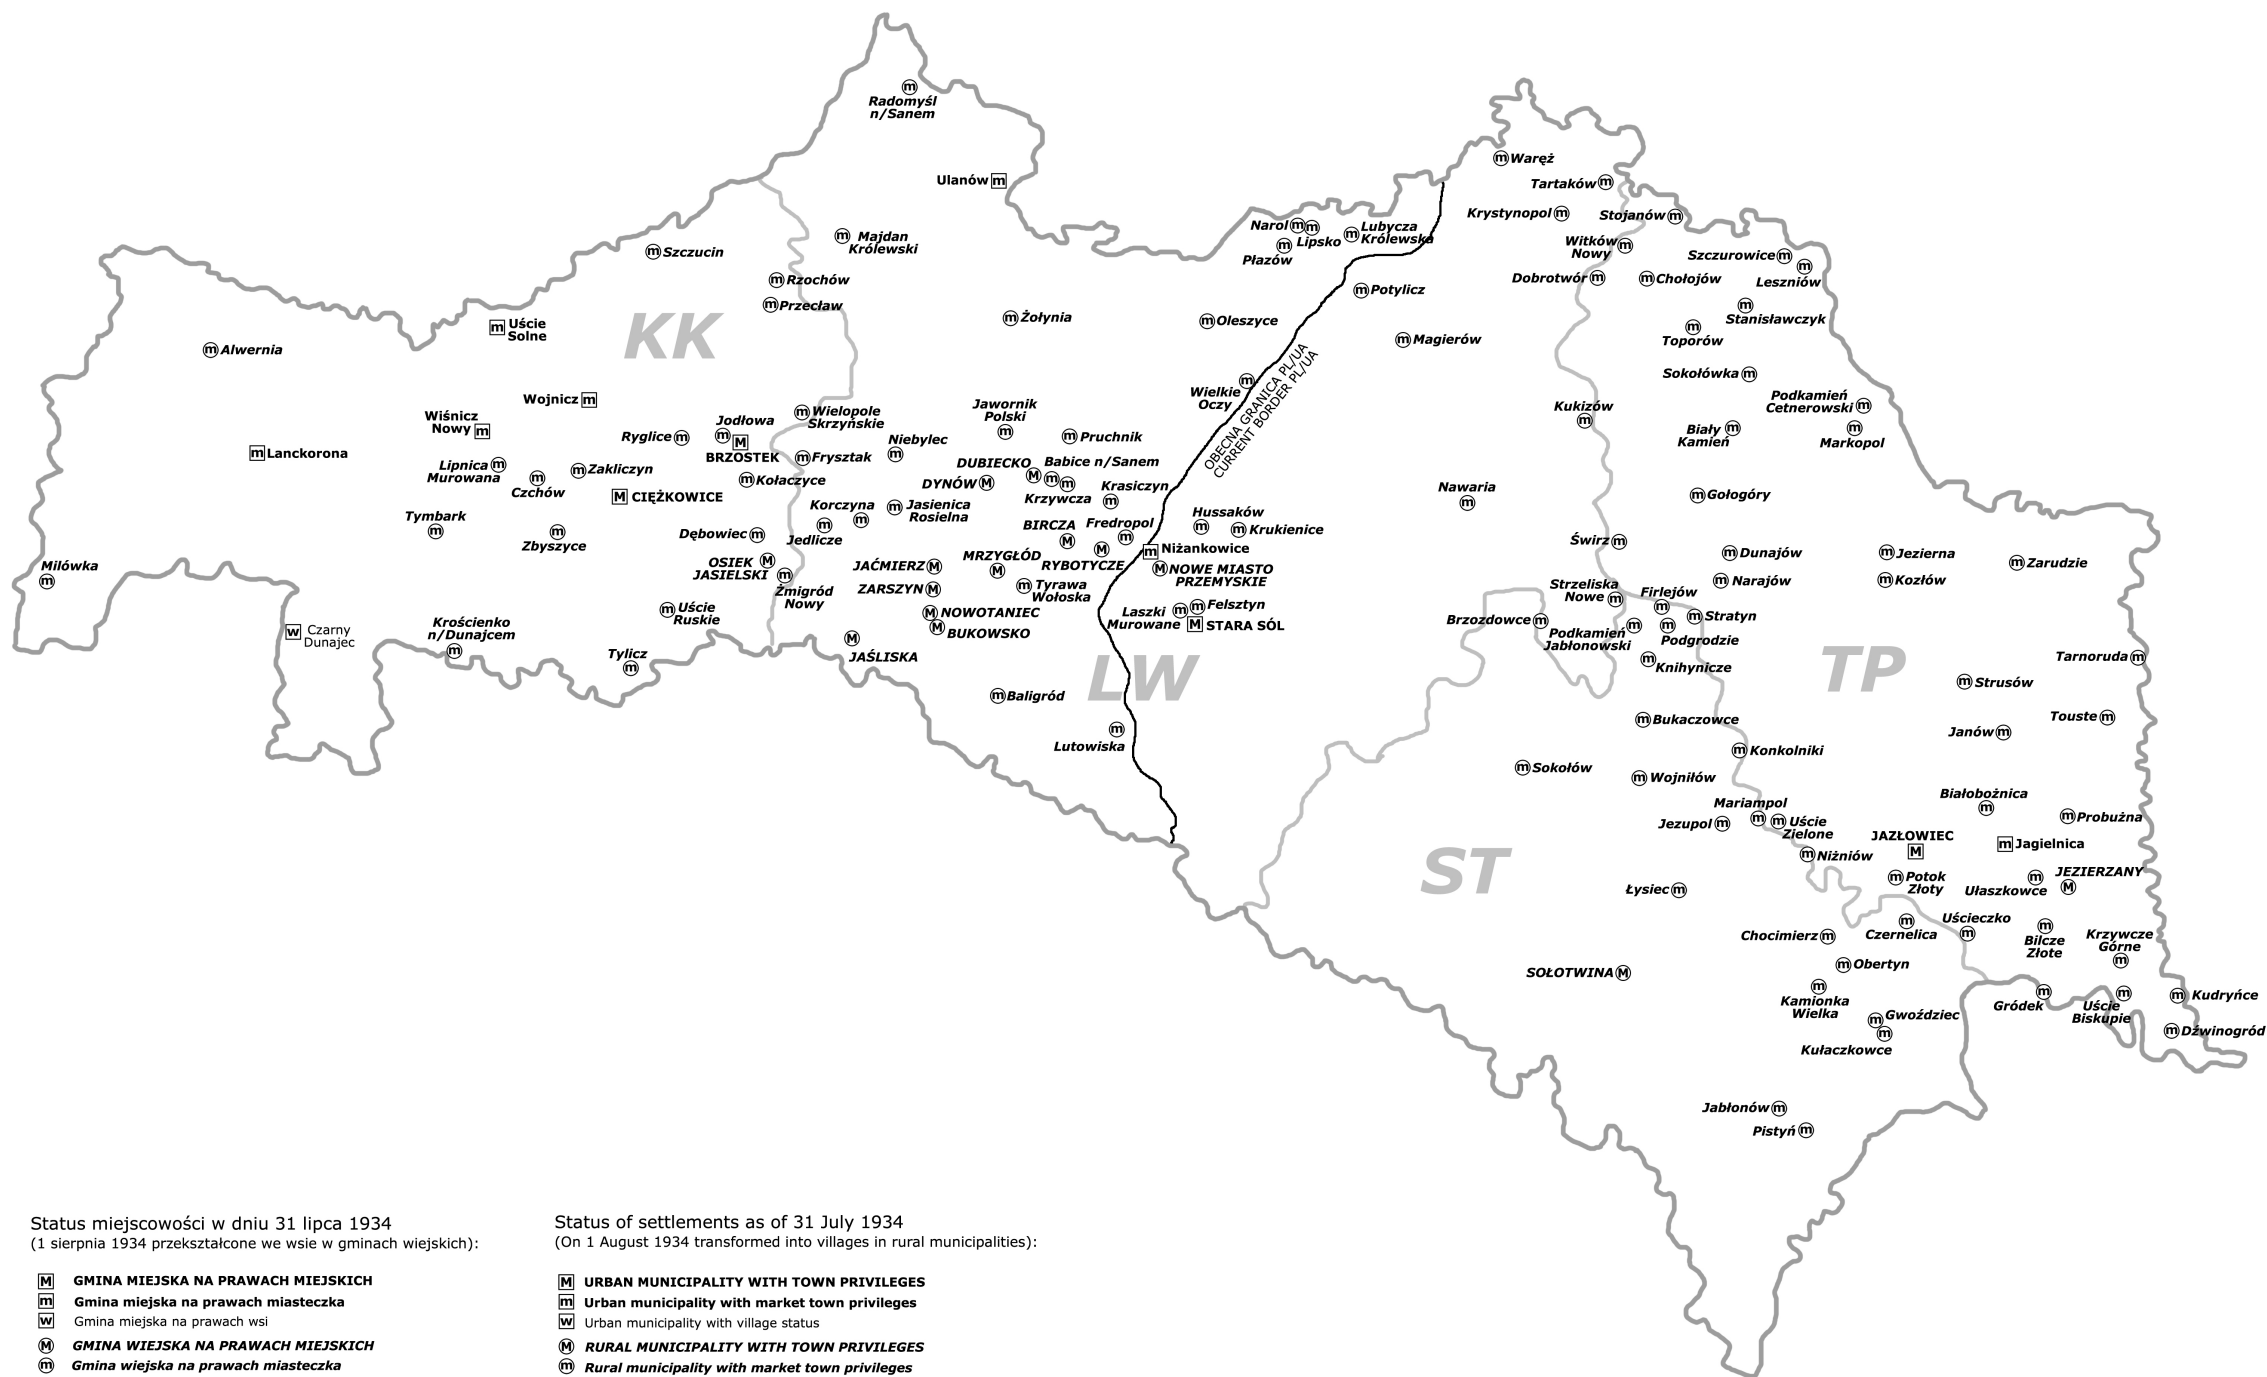 Radomyśl
n/Sanem
Ulanów m
m Majdan
Królewski
m Szczucin
m Rzochów
m Przecław
m Uście
Solne
KK
m Alwernia
m Żołynia
m Oleszyce
Narol m m
Lipsko
m Lubycza
Królewska
m
Płazów
m Waręż
Tartaków m
Krystynopol m
Stojanów m
Witków
Nowy m
Szczurowice m
m
Leszniów
Dobrotwór m
m Chołojów
m
Stanisławczyk
m
Toporów
m Potylicz
m Magierów
Wielkie
Oczy m
OBECNA GRANICA PL/UA
CURRENT BORDER PL/UA
Sokołówka m
Podkamień
Cetnerowski m
m
Markopol
Kukizów
m
Biały
Kamień m
Wojnicz m
Wiśnicz
Nowy m
m Lanckorona
Lipnica
Murowana m
m
Czchów
m Zakliczyn
Ryglice m
Jodłowa
m
M
BRZOSTEK
m Wielopole
Skrzyńskie
m Frysztak
m Kołaczyce
M CIĘŻKOWICE
Niebylec
m
Jawornik
Polski
m
m Pruchnik
DUBIECKO M
Babice n/Sanem
m m
Krzywcza
DYNÓW M
Krasiczyn
m
Tymbark
m
m
Zbyszyce
Dębowiec m
Korczyna
m
m
Jedlicze
m Jasienica
Rosielna
BIRCZA
M
Fredropol
m
M
RYBOTYCZE
Hussaków
m
m Krukienice
m Niżankowice
M NOWE MIASTO
PRZEMYSKIE
OSIEK
JASIELSKI M
m
Żmigród
Nowy
JAĆMIERZ M
MRZYGŁÓD
M
ZARSZYN M
m Tyrawa
Wołoska
M NOWOTANIEC
M BUKOWSKO
M
JAŚLISKA
Laszki
Murowane m
m Felsztyn
M STARA SÓL
LW
Milówka
m
w Czarny
Dunajec
Krościenko
n/Dunajcem
m
m Uście
Ruskie
Tylicz
m
m Baligród
m
Lutowiska
Nawaria
m
m Gołogóry
Świrz m
m Dunajów
m Narajów
m Jezierna
m Kozłów
m Zarudzie
Strzeliska
Nowe m
Firlejów
m
m Stratyn
Brzozdowce m
Podkamień
Jabłonowski
m
m
Podgrodzie
m
Knihynicze
TP
Tarnoruda m
m Strusów
Touste m
Janów m
m Bukaczowce
m Konkolniki
m Sokołów
m Wojniłów
Mariampol
m
Jezupol m
m Uście
Zielone
m Niżniów
Białobożnica
m
m Probużna
JAZŁOWIEC
M
m Jagielnica
m Potok
Złoty
JEZIERZANY
M
m
Ułaszkowce
ST
Łysiec m
Chocimierz m
m
Czernelica
Uścieczko
m
m
Bilcze
Złote
Krzywcze
Górne
m
SOŁOTWINA M
m Obertyn
m
Kamionka
Wielka
m
Gródek
m
Uście
Biskupie
m Kudryńce
m Dźwinogród
m Gwoździec
m
Kułaczkowce
Jabłonów m
Pistyń m
Status miejscowości w dniu 31 lipca 1934
(1 sierpnia 1934 przekształcone we wsie w gminach wiejskich):
M GMINA MIEJSKA NA PRAWACH MIEJSKICH
m Gmina miejska na prawach miasteczka
w Gmina miejska na prawach wsi
M GMINA WIEJSKA NA PRAWACH MIEJSKICH
m Gmina wiejska na prawach miasteczka
Status of settlements as of 31 July 1934
(On 1 August 1934 transformed into villages in rural municipalities):
M URBAN MUNICIPALITY WITH TOWN PRIVILEGES
m Urban municipality with market town privileges
w Urban municipality with village status
M RURAL MUNICIPALITY WITH TOWN PRIVILEGES
m Rural municipality with market town privileges